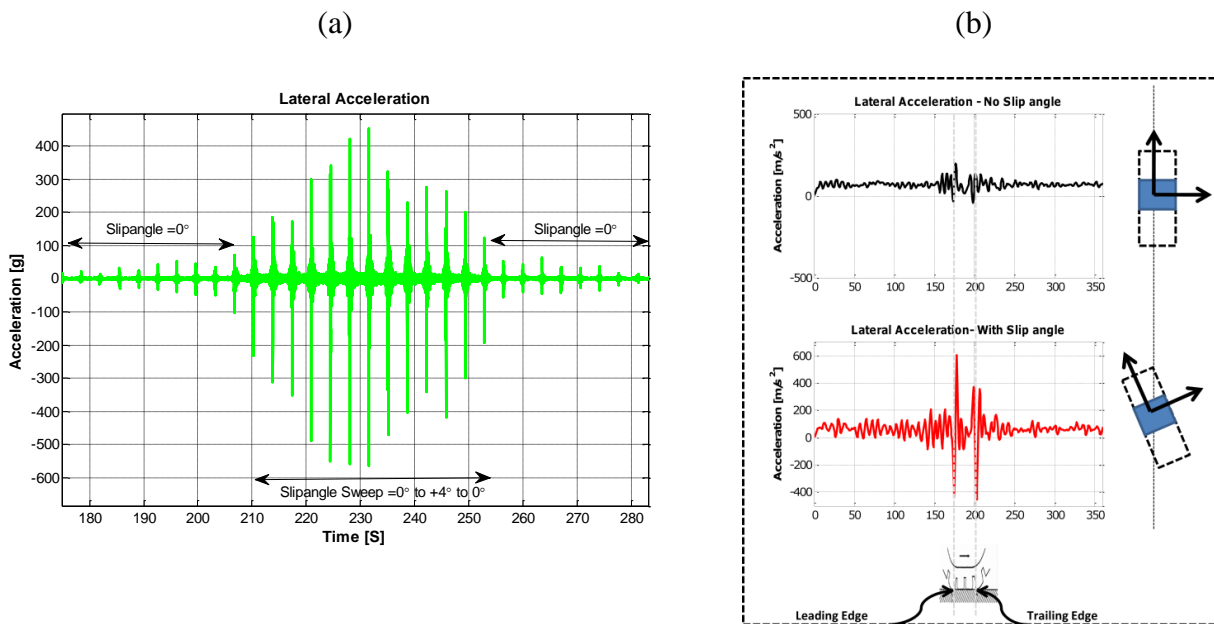 (a)
(b)
Lateral Acceleration
Acceleration [g]
400
300
200
100
0
-100
-200
-300
-400
-500
-600
Slipangle =0°
Slipangle =0°
Slipangle Sweep =0° to +4° to 0°
180 190 200 210 220 230 240 250 260 270 280
Time [S]
Lateral Acceleration - No Slip angle
Acceleration [m/s²]
500
0
-500
0 50 100 150 200 250 300 350
Lateral Acceleration- With Slip angle
Acceleration [m/s²]
600
400
200
0
-200
-400
0 50 100 150 200 250 300 350
Leading Edge
Trailing Edge